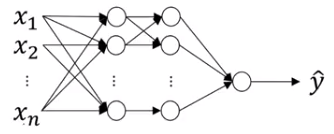 x₁
x₂ ŷ
⋮ ⋮ ⋮
xₙ